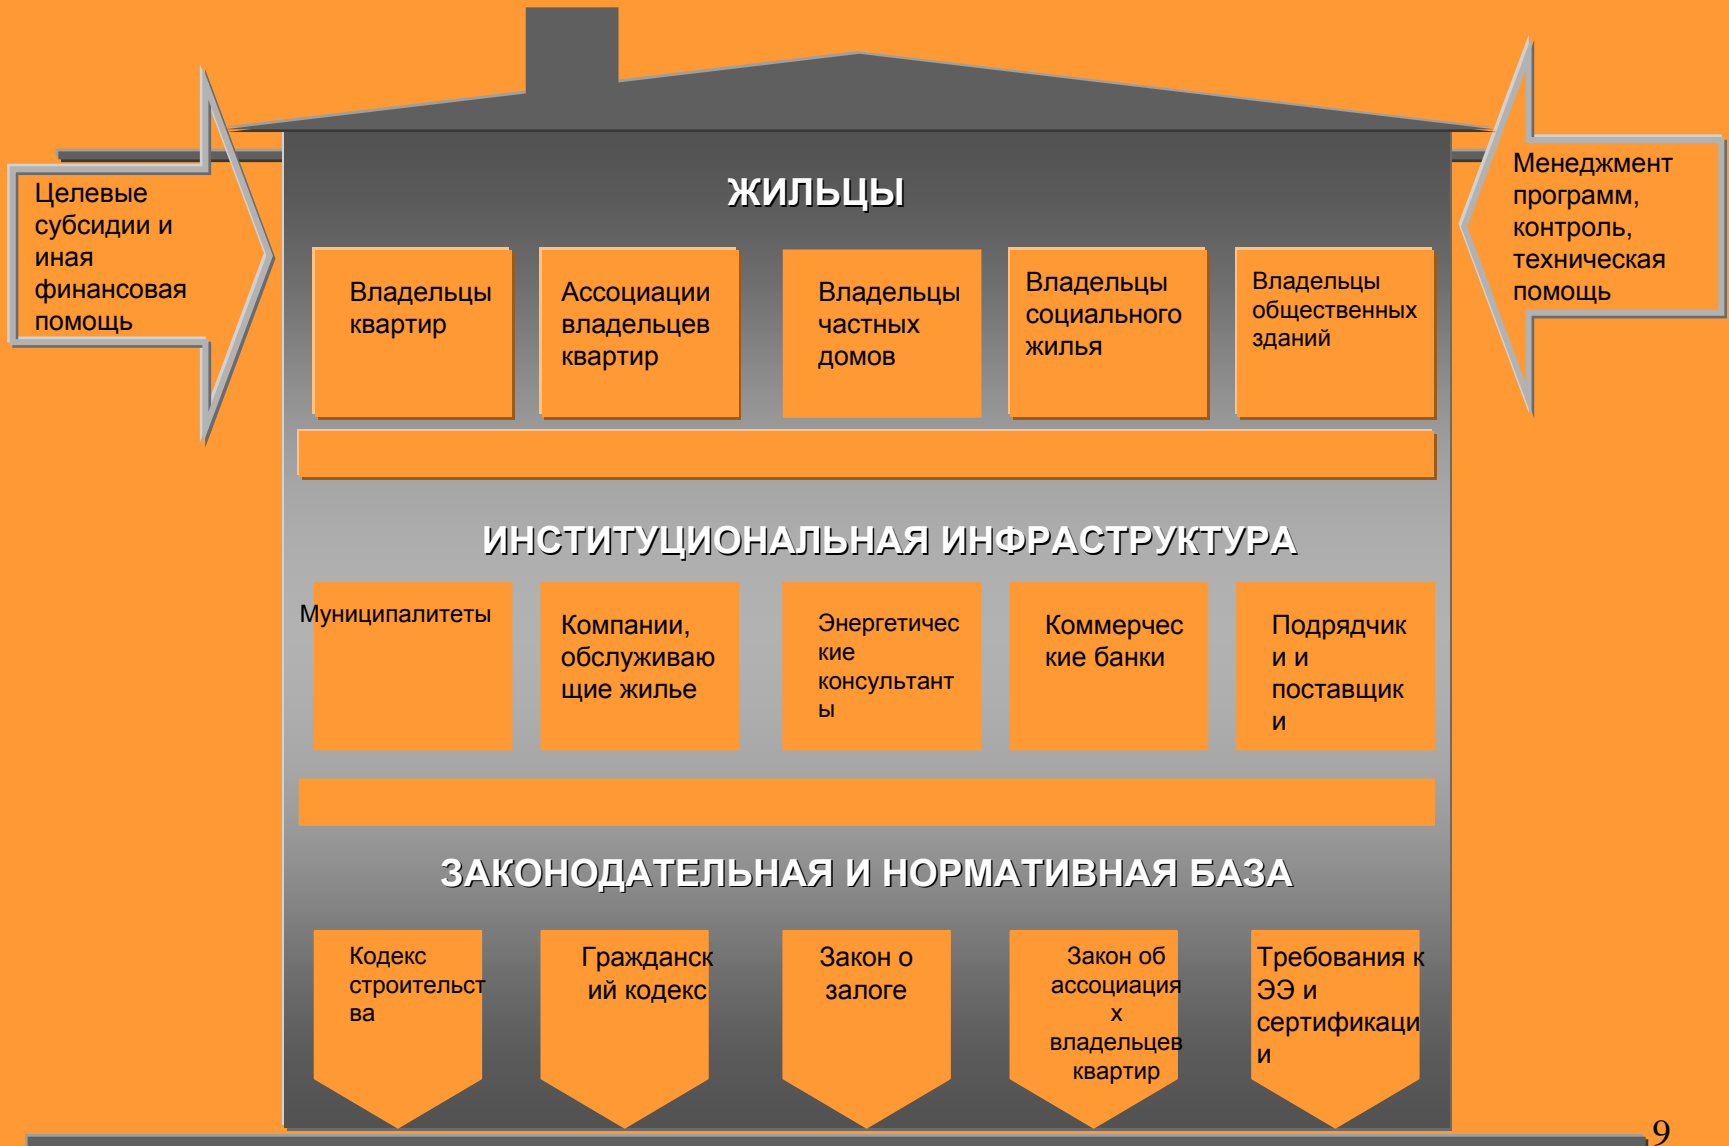 Целевые
субсидии и
иная
финансовая
помощь
Менеджмент
программ,
контроль,
техническая
помощь
ЖИЛЬЦЫ
Владельцы
квартир
Ассоциации
владельцев
квартир
Владельцы
частных
домов
Владельцы
социального
жилья
Владельцы
общественных
зданий
ИНСТИТУЦИОНАЛЬНАЯ ИНФРАСТРУКТУРА
Муниципалитеты
Компании,
обслуживаю
щие жилье
Энергетичес
кие
консультант
ы
Коммерчес
кие банки
Подрядчик
и и
поставщик
и
ЗАКОНОДАТЕЛЬНАЯ И НОРМАТИВНАЯ БАЗА
Кодекс
строительст
ва
Гражданск
ий кодекс
Закон о
залоге
Закон об
ассоциация
х
владельцев
квартир
Требования к
ЭЭ и
сертификаци
и
9